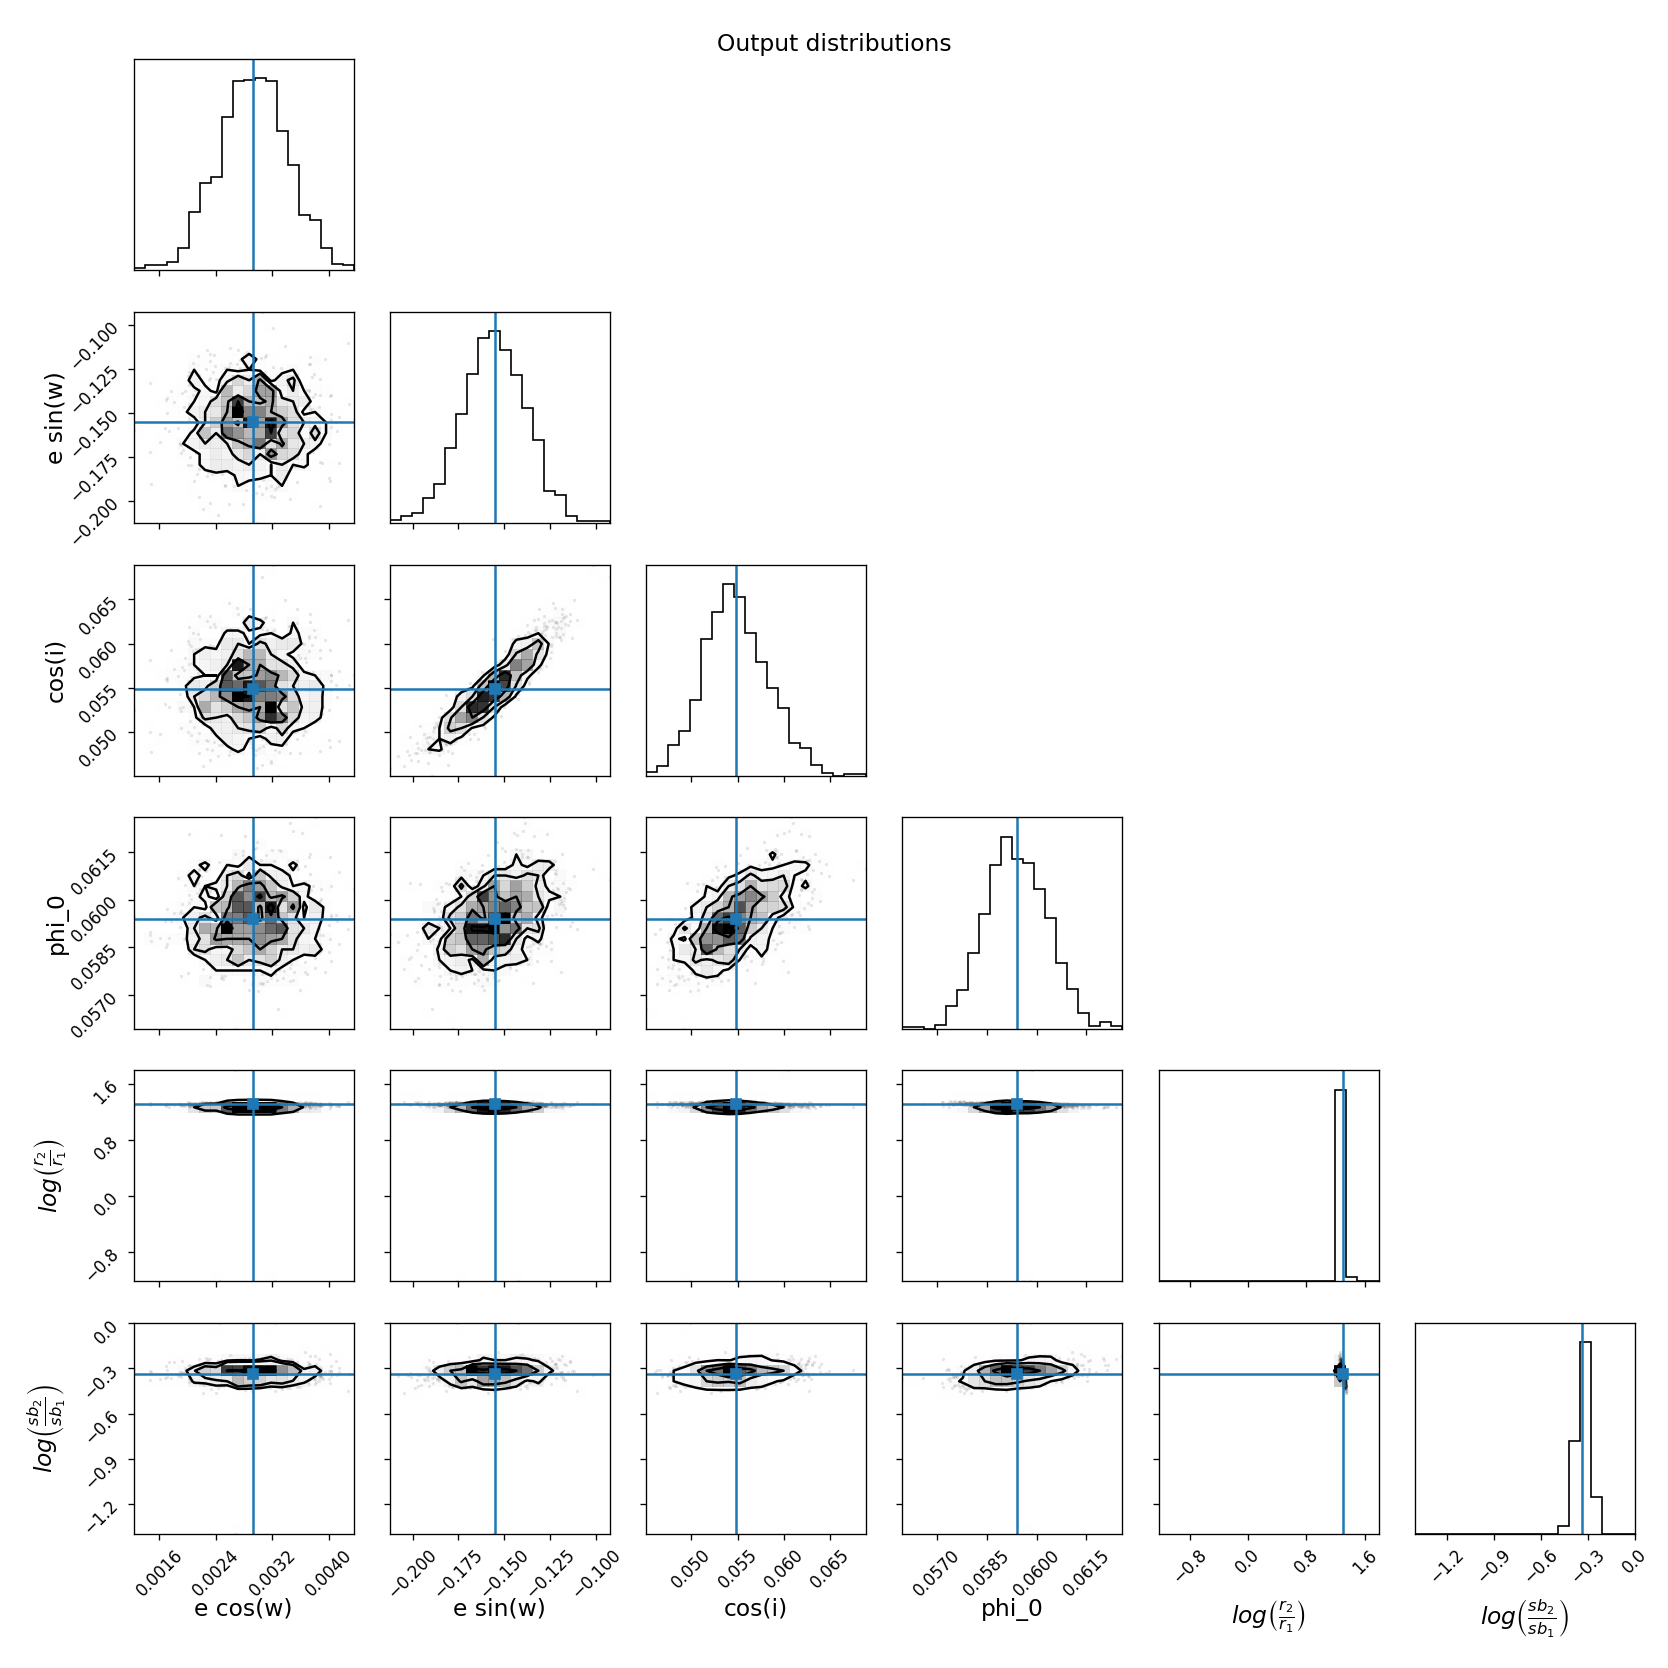 Output distributions
e sin(w)
−0.100
−0.125
−0.150
−0.175
−0.200
cos(i)
0.065
0.060
0.055
0.050
phi_0
0.0615
0.0600
0.0585
0.0570
log(r2/r1)
1.6
0.8
0.0
−0.8
log(sb2/sb1)
0.0
−0.3
−0.6
−0.9
−1.2
0.0016 0.0024 0.0032 0.0040 −0.200 −0.175 −0.150 −0.125 −0.100 0.050 0.055 0.060 0.065 0.0570 0.0585 0.0600 0.0615 −0.8 0.0 0.8 1.6 −1.2 −0.9 −0.6 −0.3 0.0
e cos(w) e sin(w) cos(i) phi_0 log(r2/r1) log(sb2/sb1)